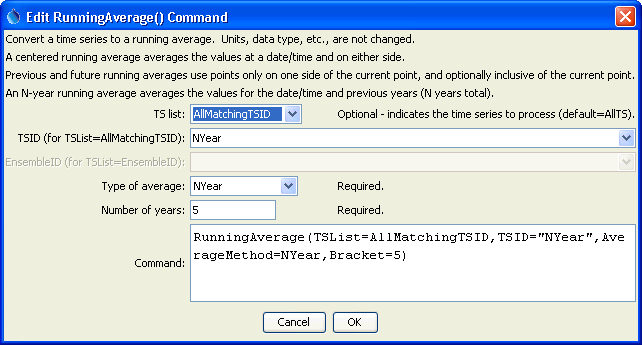 Edit RunningAverage() Command
Convert a time series to a running average.  Units, data type, etc., are not changed.
A centered running average averages the values at a date/time and on either side.
Previous and future running averages use points only on one side of the current point, and optionally inclusive of the current point.
An N-year running average averages the values for the date/time and previous years (N years total).
TS list: AllMatchingTSID Optional - indicates the time series to process (default=AllTS).
TSID (for TSList=AllMatchingTSID): NYear
EnsembleID (for TSList=EnsembleID):
Type of average: NYear Required.
Number of years: 5 Required.
RunningAverage(TSList=AllMatchingTSID,TSID="NYear",Ave
Command: rageMethod=NYear,Bracket=5)
Cancel OK